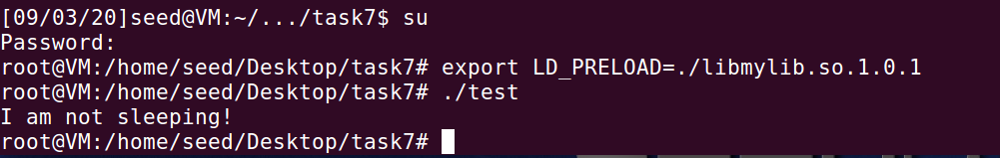 [09/03/20]seed@VM:~/.../task7$ su
Password:
root@VM:/home/seed/Desktop/task7# export LD_PRELOAD=./libmylib.so.1.0.1
root@VM:/home/seed/Desktop/task7# ./test
I am not sleeping!
root@VM:/home/seed/Desktop/task7#